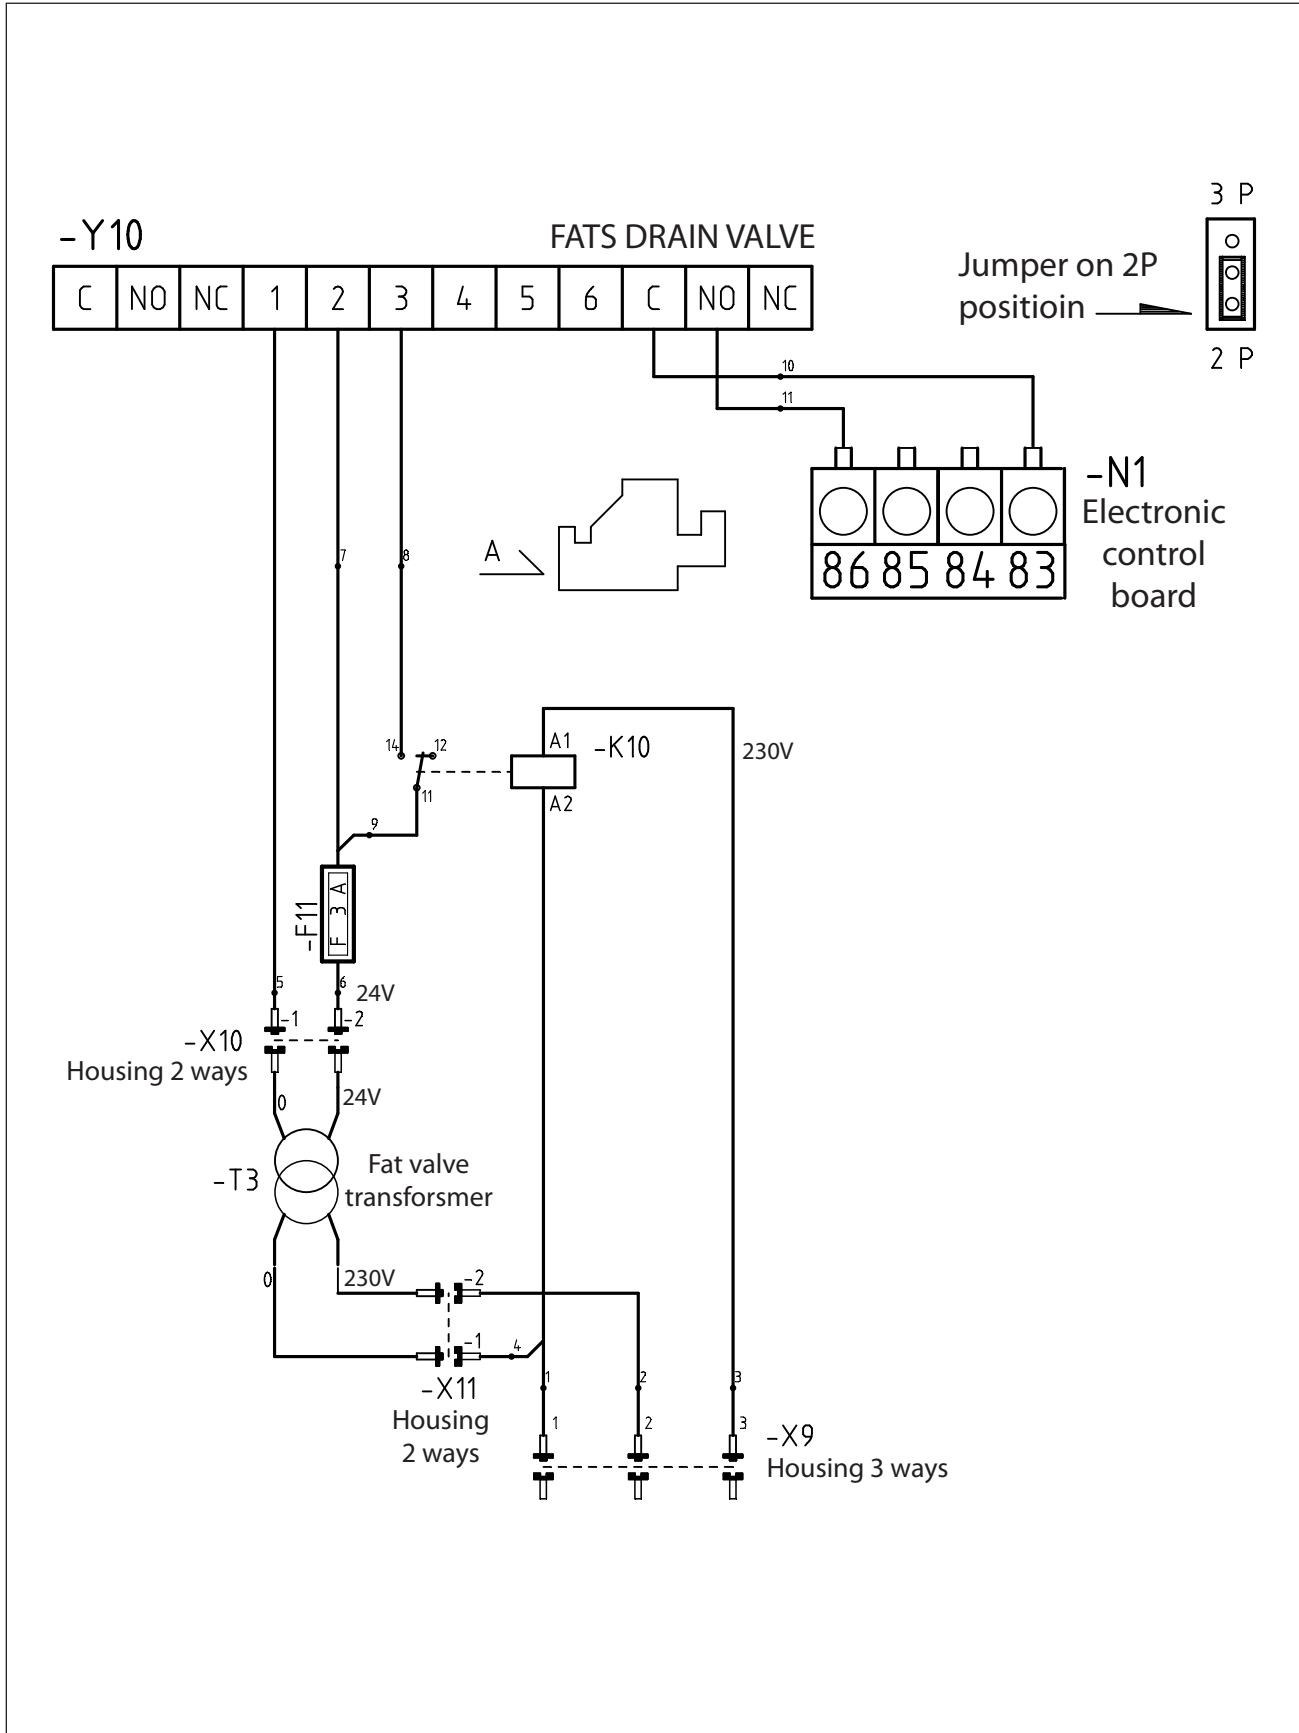 3 P
-Y10
FATS DRAIN VALVE
Jumper on 2P
positioin
C NO NC 1 2 3 4 5 6 C NO NC
2 P
10
11
-N1
Electronic
control
board
86 85 84 83
A
7
8
14
12
11
A1
-K10
A2
230V
9
-F11
F 3 A
5
6
24V
-1
-2
-X10
Housing 2 ways
0
24V
-T3
Fat valve
transforsmer
0
230V
-2
-1
4
-X11
Housing
2 ways
1
2
3
1
2
3
-X9
Housing 3 ways